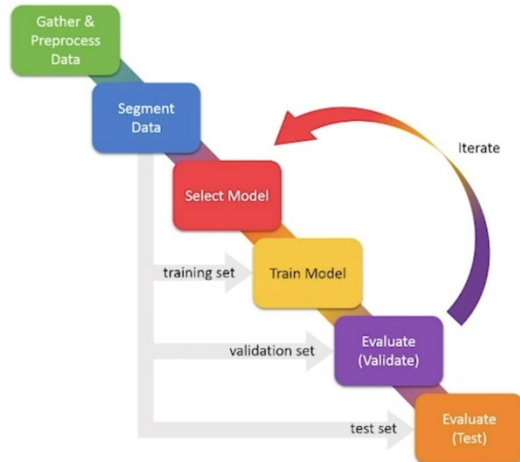 Gather &
Preprocess
Data
Segment
Data
Iterate
Select Model
training set
Train Model
validation set
Evaluate
(Validate)
test set
Evaluate
(Test)